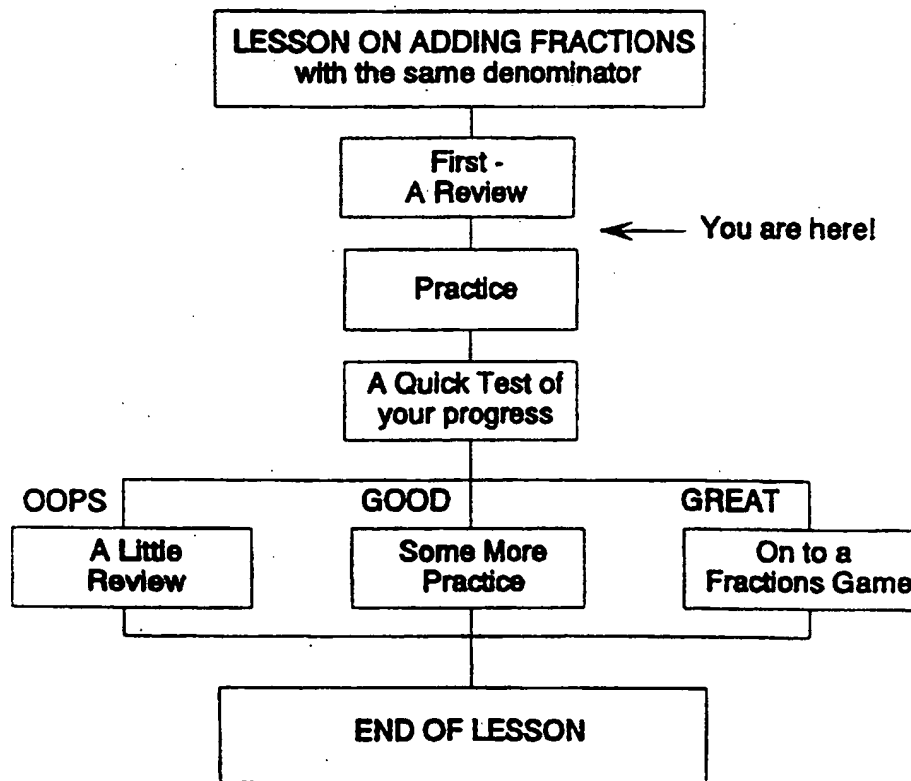 LESSON ON ADDING FRACTIONS
with the same denominator
First -
A Review
You are here!
Practice
A Quick Test of
your progress
OOPS
GOOD
GREAT
A Little
Review
Some More
Practice
On to a
Fractions Game
END OF LESSON